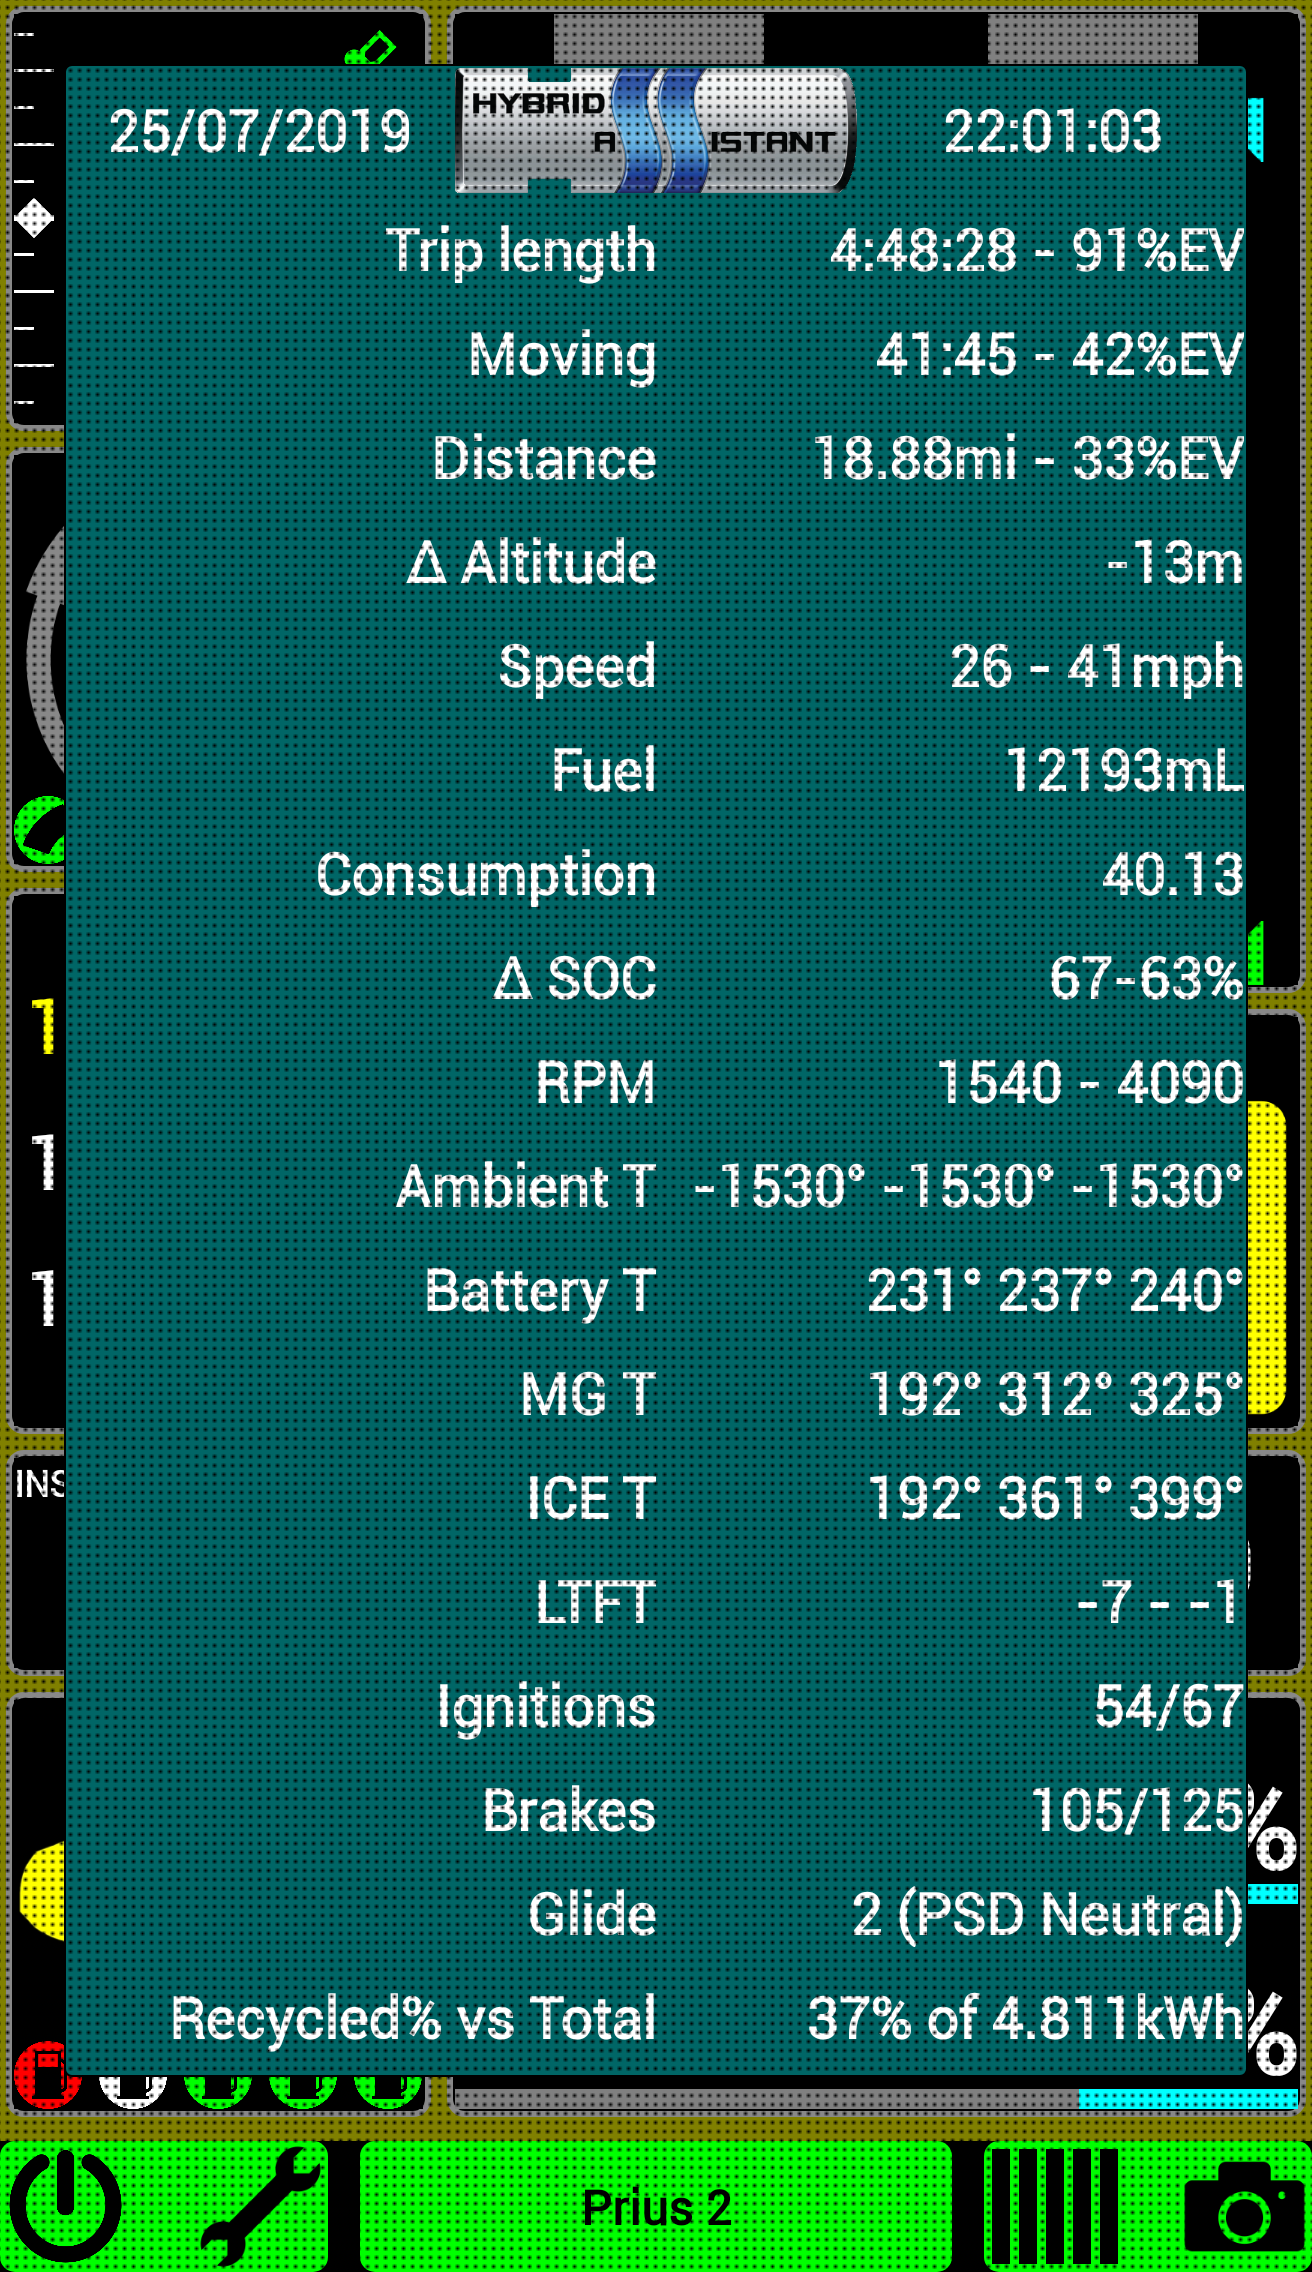 25/07/2019 HYBRID ASSISTANT 22:01:03
Trip length 4:48:28 - 91%EV
Moving 41:45 - 42%EV
Distance 18.88mi - 33%EV
Δ Altitude -13m
Speed 26 - 41mph
Fuel 12193mL
Consumption 40.13
Δ SOC 67-63%
1
RPM 1540 - 4090
1
Ambient T -1530° -1530° -1530°
1
Battery T 231° 237° 240°
MG T 192° 312° 325°
INS
ICE T 192° 361° 399°
LTFT -7 - -1
Ignitions 54/67
Brakes 105/125
%
Glide 2 (PSD Neutral)
Recycled% vs Total 37% of 4.811kWh
%
Prius 2